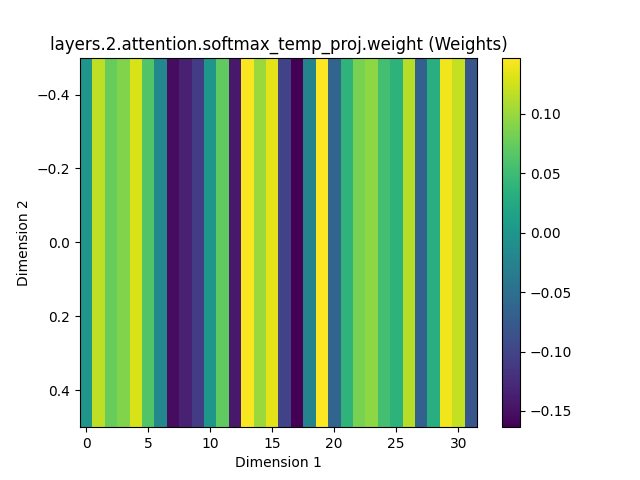 layers.2.attention.softmax_temp_proj.weight (Weights)
−0.4
−0.2
0.0
0.2
0.4
Dimension 2
0 5 10 15 20 25 30
Dimension 1
0.10
0.05
0.00
−0.05
−0.10
−0.15